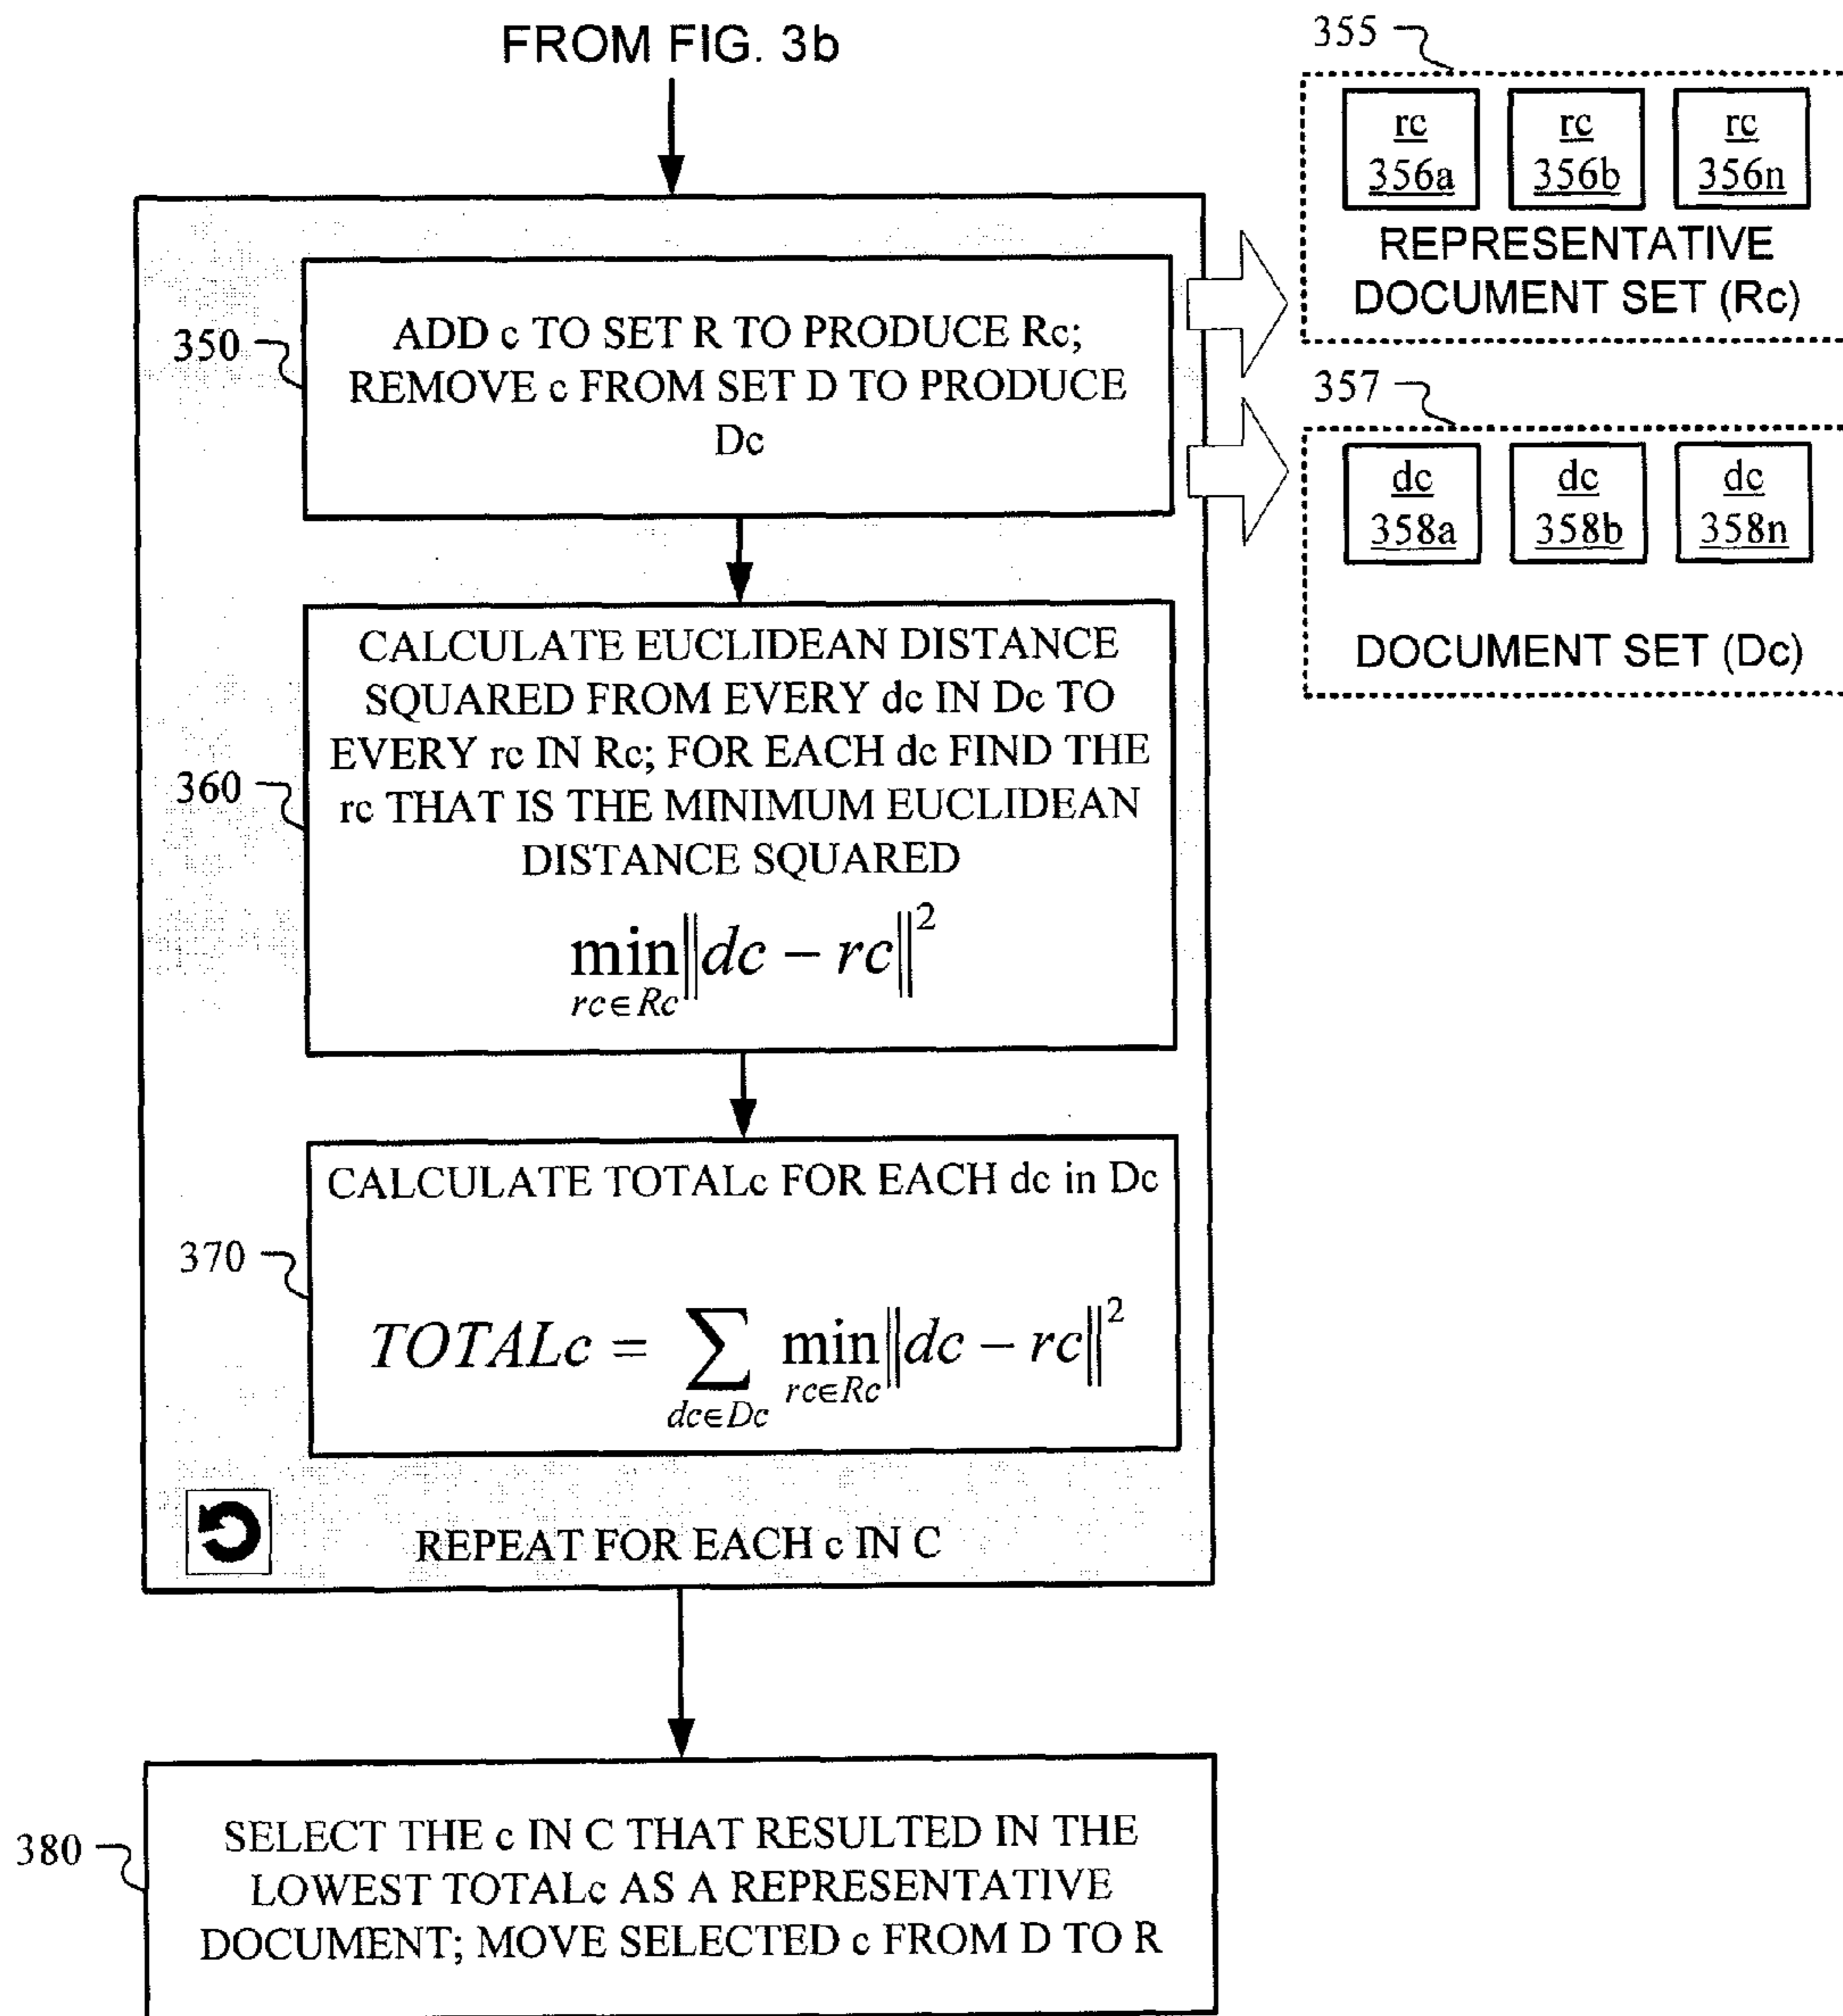 FROM FIG. 3b
350
ADD c TO SET R TO PRODUCE Rc;
REMOVE c FROM SET D TO PRODUCE
Dc
355
rc
356a
rc
356b
rc
356n
REPRESENTATIVE
DOCUMENT SET (Rc)
357
dc
358a
dc
358b
dc
358n
DOCUMENT SET (Dc)
360
CALCULATE EUCLIDEAN DISTANCE
SQUARED FROM EVERY dc IN Dc TO
EVERY rc IN Rc; FOR EACH dc FIND THE
rc THAT IS THE MINIMUM EUCLIDEAN
DISTANCE SQUARED
min‖dc − rc‖²
rc∈Rc
370
CALCULATE TOTALc FOR EACH dc in Dc
TOTALc = ∑ min‖dc − rc‖²
dc∈Dc rc∈Rc
REPEAT FOR EACH c IN C
380
SELECT THE c IN C THAT RESULTED IN THE
LOWEST TOTALc AS A REPRESENTATIVE
DOCUMENT; MOVE SELECTED c FROM D TO R